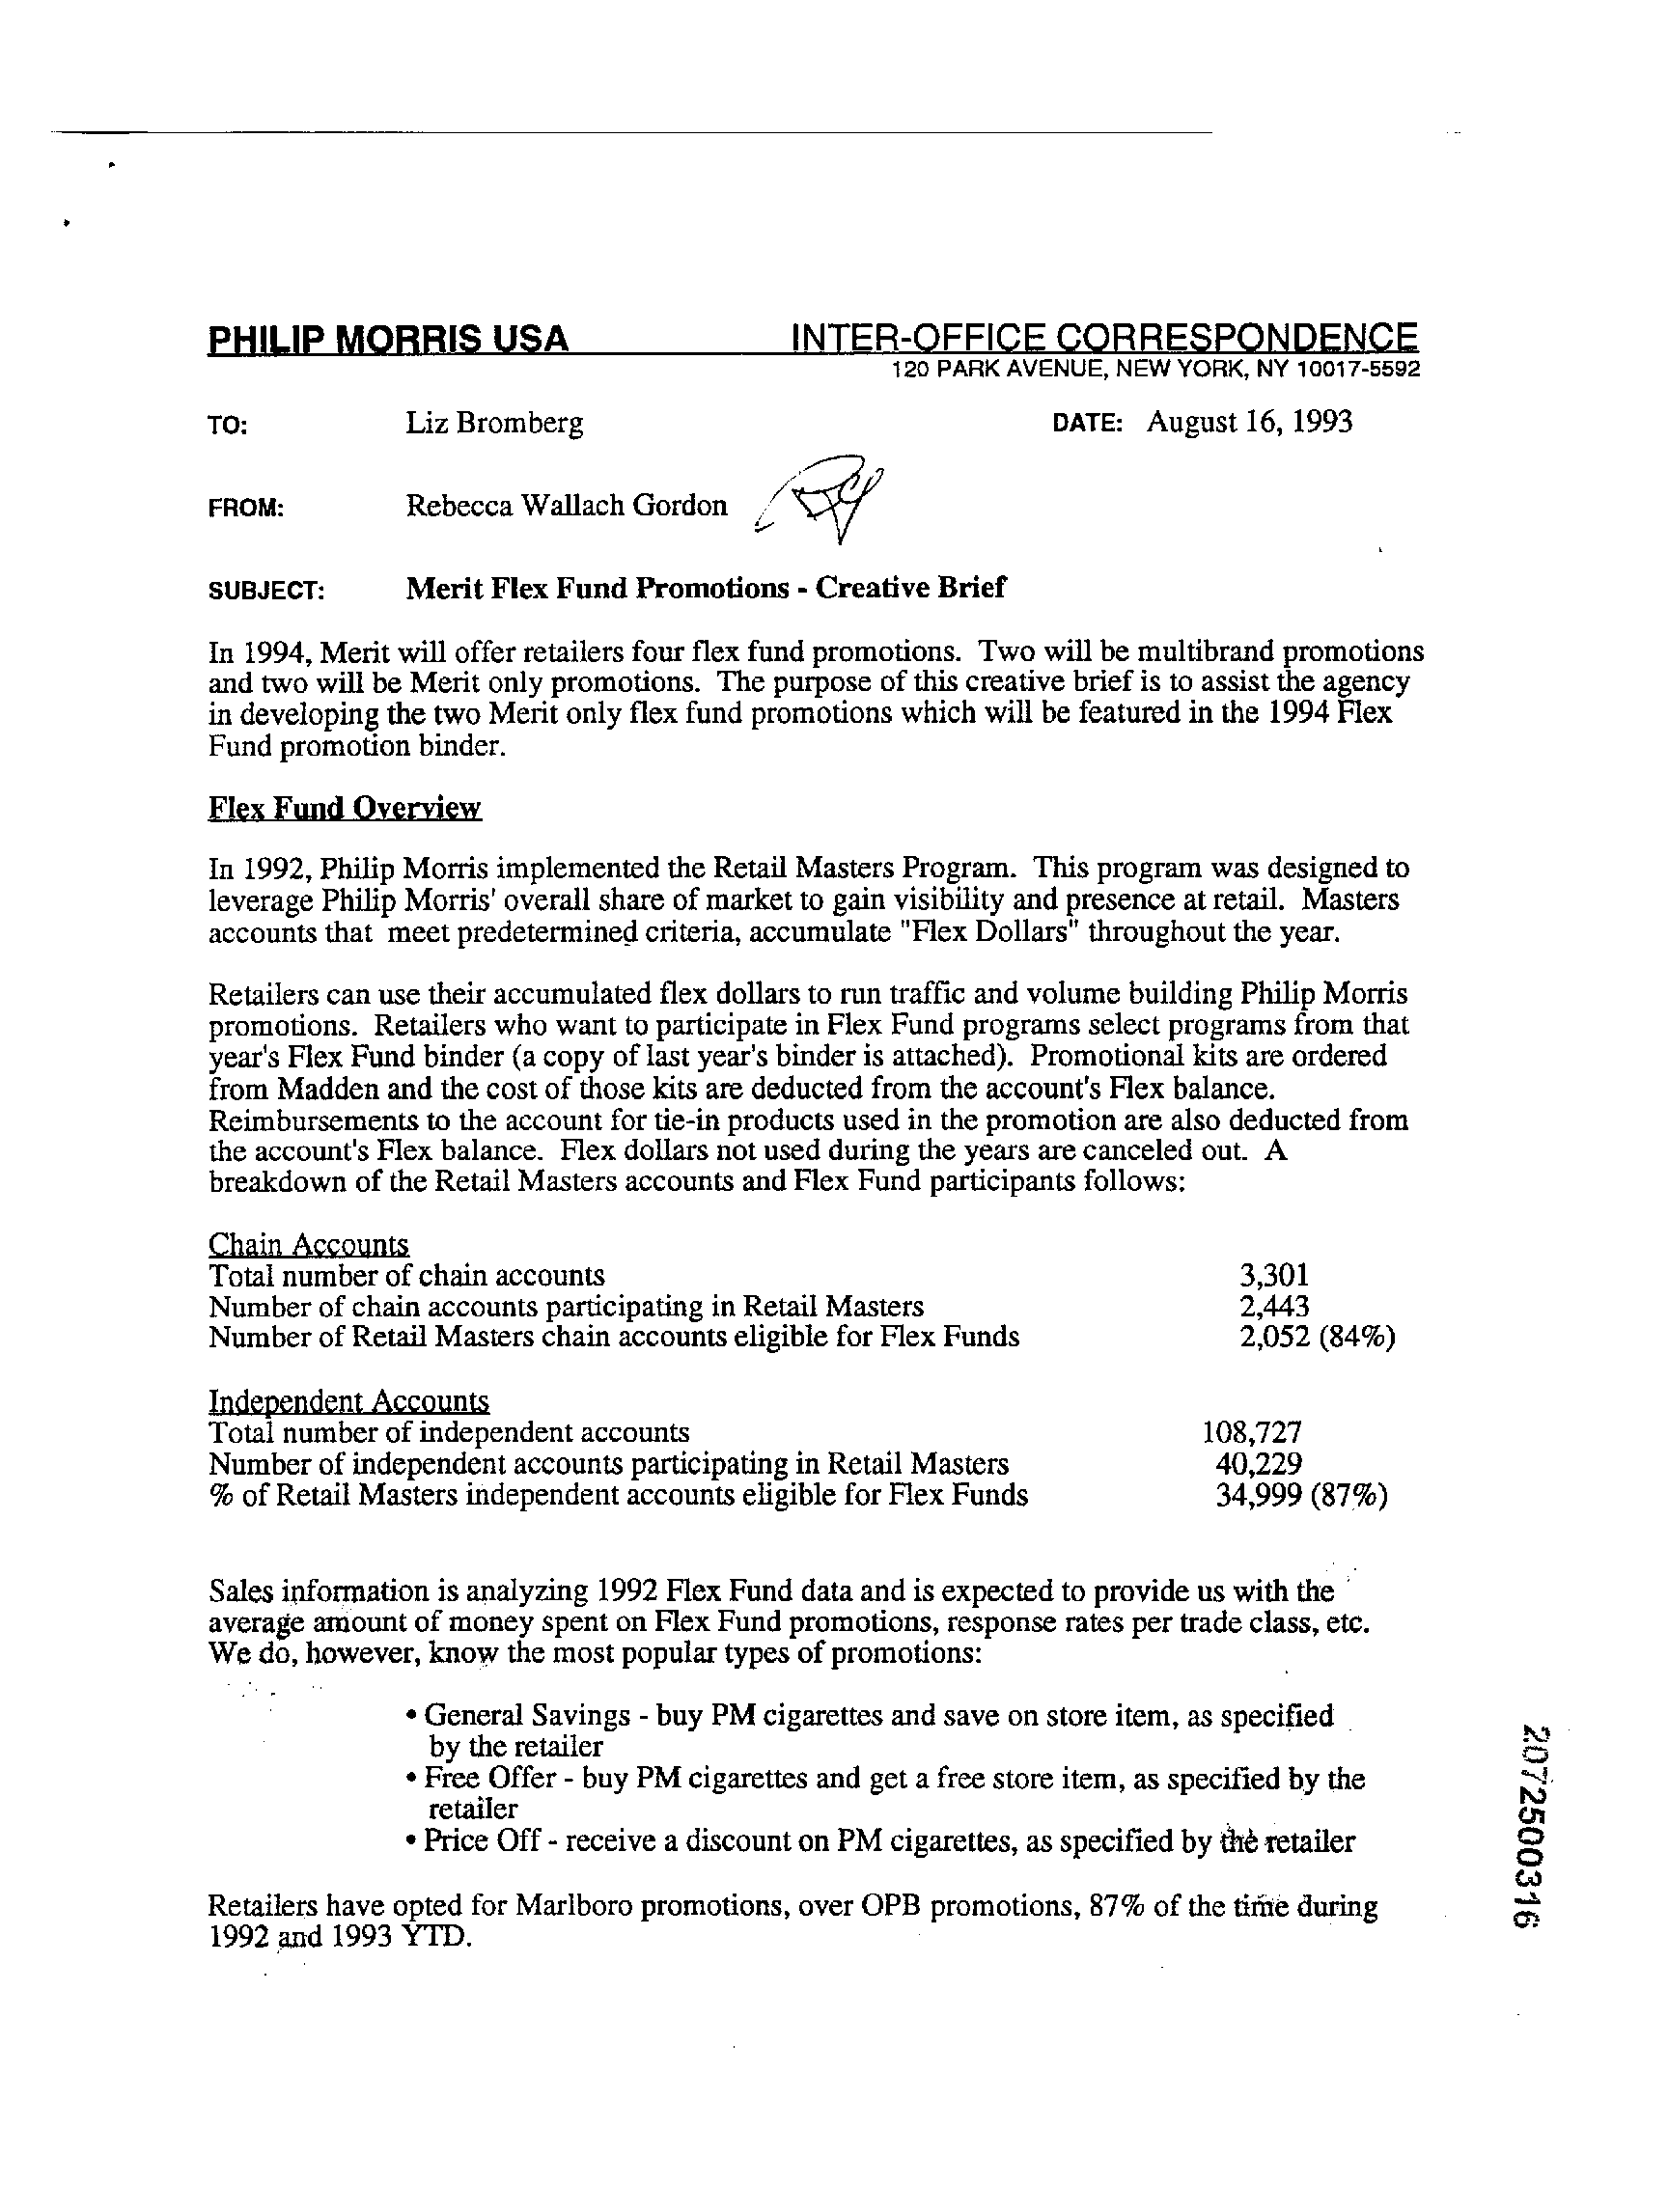 PHILIP MORRIS USA INTER-OFFICE CORRESPONDENCE
120 PARK AVENUE, NEW YORK, NY 10017-5592
TO: Liz Bromberg DATE: August 16, 1993
FROM: Rebecca Wallach Gordon
SUBJECT: Merit Flex Fund Promotions - Creative Brief
In 1994, Merit will offer retailers four flex fund promotions. Two will be multibrand promotions
and two will be Merit only promotions. The purpose of this creative brief is to assist the agency
in developing the two Merit only flex fund promotions which will be featured in the 1994 Flex
Fund promotion binder.
Flex Fund Overview
In 1992, Philip Morris implemented the Retail Masters Program. This program was designed to
leverage Philip Morris' overall share of market to gain visibility and presence at retail. Masters
accounts that meet predetermined criteria, accumulate "Flex Dollars" throughout the year.
Retailers can use their accumulated flex dollars to run traffic and volume building Philip Morris
promotions. Retailers who want to participate in Flex Fund programs select programs from that
year's Flex Fund binder (a copy of last year's binder is attached). Promotional kits are ordered
from Madden and the cost of those kits are deducted from the account's Flex balance.
Reimbursements to the account for tie-in products used in the promotion are also deducted from
the account's Flex balance. Flex dollars not used during the years are canceled out. A
breakdown of the Retail Masters accounts and Flex Fund participants follows:
Chain Accounts
Total number of chain accounts 3,301
Number of chain accounts participating in Retail Masters 2,443
Number of Retail Masters chain accounts eligible for Flex Funds 2,052 (84%)
Independent Accounts
Total number of independent accounts 108,727
Number of independent accounts participating in Retail Masters 40,229
% of Retail Masters independent accounts eligible for Flex Funds 34,999 (87%)
Sales information is analyzing 1992 Flex Fund data and is expected to provide us with the
average amount of money spent on Flex Fund promotions, response rates per trade class, etc.
We do, however, know the most popular types of promotions:
• General Savings - buy PM cigarettes and save on store item, as specified
by the retailer
• Free Offer - buy PM cigarettes and get a free store item, as specified by the
retailer
• Price Off - receive a discount on PM cigarettes, as specified by the retailer
Retailers have opted for Marlboro promotions, over OPB promotions, 87% of the time during
1992 and 1993 YTD.
2072500316